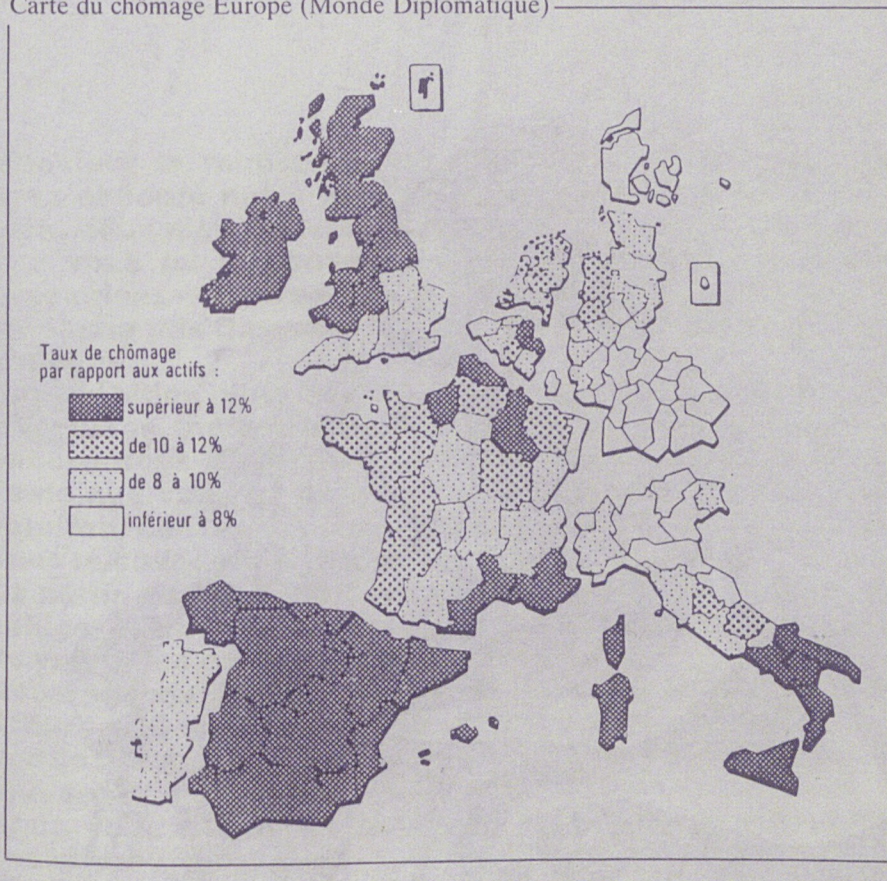 Carte du chômage Europe (Monde Diplomatique)
Taux de chômage
par rapport aux actifs :
supérieur à 12%
de 10 à 12%
de 8 à 10%
inférieur à 8%